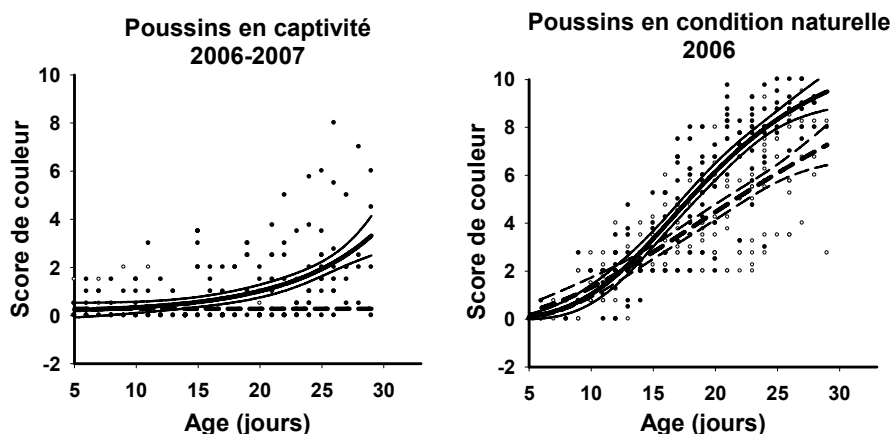 Poussins en captivité
2006-2007
Score de couleur
10
8
6
4
2
0
-2
5 10 15 20 25 30
Age (jours)
Poussins en condition naturelle
2006
Score de couleur
10
8
6
4
2
0
-2
5 10 15 20 25 30
Age (jours)